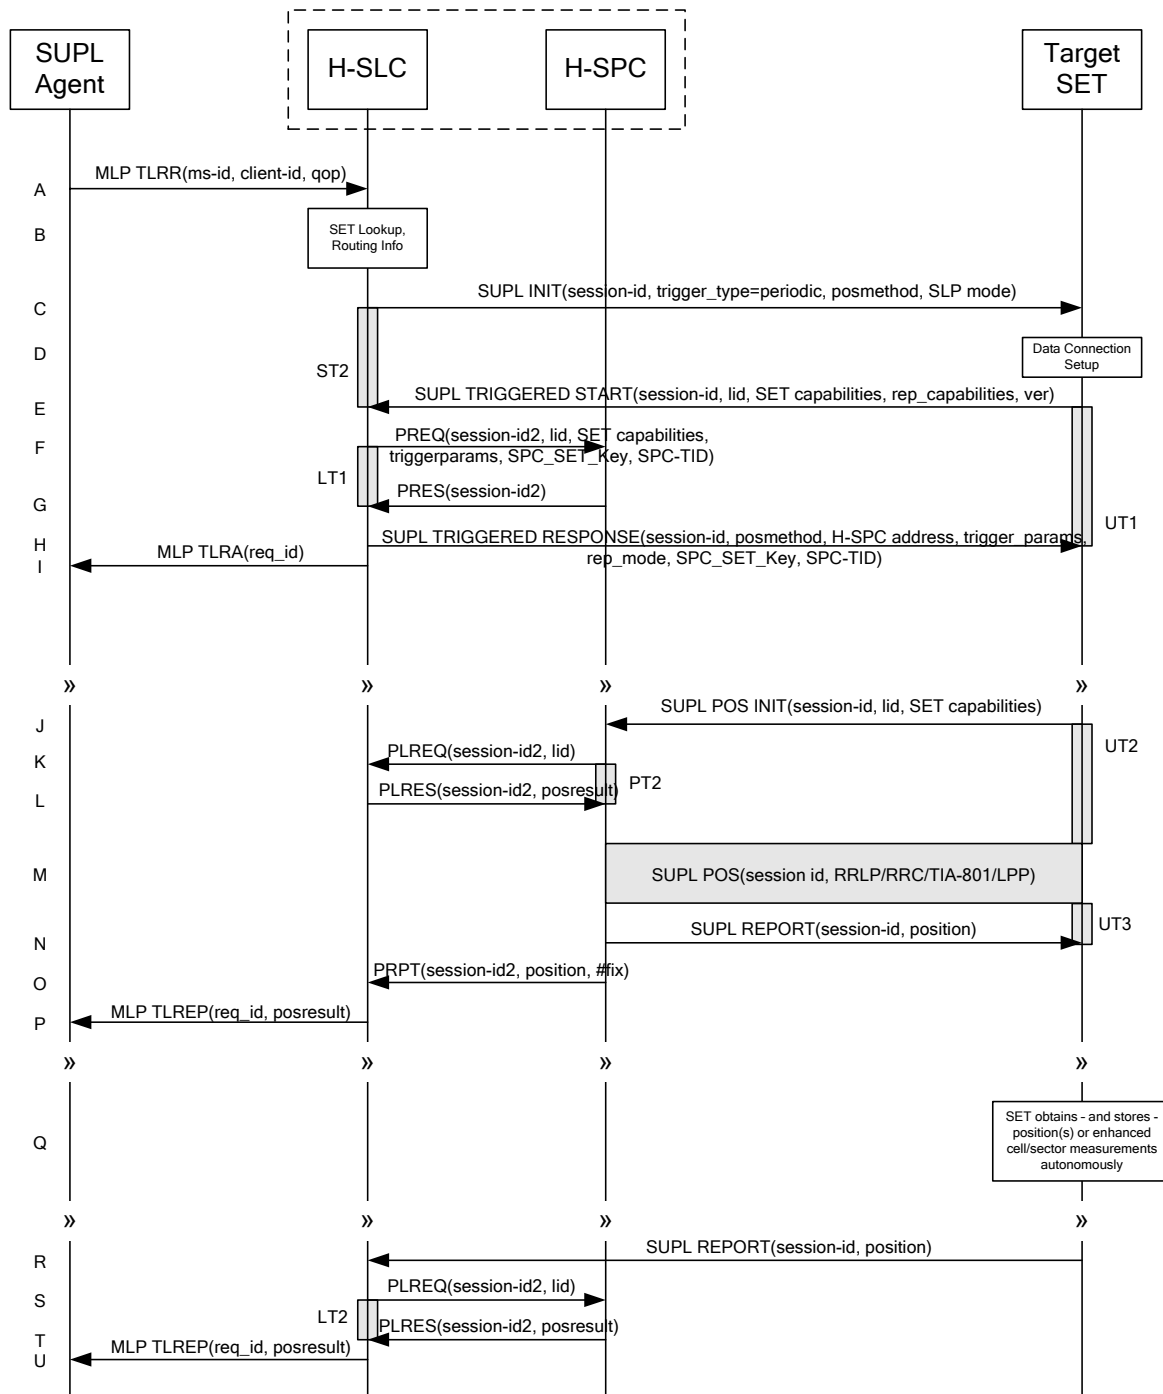 SUPL
Agent
H-SLC
H-SPC
Target
SET
A
MLP TLRR(ms-id, client-id, qop)
B
SET Lookup,
Routing Info
C
SUPL INIT(session-id, trigger_type=periodic, posmethod, SLP mode)
D
Data Connection
Setup
ST2
E
SUPL TRIGGERED START(session-id, lid, SET capabilities, rep_capabilities, ver)
F
PREQ(session-id2, lid, SET capabilities,
triggerparams, SPC_SET_Key, SPC-TID)
LT1
G
PRES(session-id2)
UT1
H
SUPL TRIGGERED RESPONSE(session-id, posmethod, H-SPC address, trigger_params,
rep_mode, SPC_SET_Key, SPC-TID)
I
MLP TLRA(req_id)
» » » »
J
SUPL POS INIT(session-id, lid, SET capabilities)
UT2
K
PLREQ(session-id2, lid)
PT2
L
PLRES(session-id2, posresult)
M
SUPL POS(session id, RRLP/RRC/TIA-801/LPP)
UT3
N
SUPL REPORT(session-id, position)
O
PRPT(session-id2, position, #fix)
P
MLP TLREP(req_id, posresult)
» » » »
Q
SET obtains - and stores -
position(s) or enhanced
cell/sector measurements
autonomously
» » » »
R
SUPL REPORT(session-id, position)
S
PLREQ(session-id2, lid)
LT2
T
PLRES(session-id2, posresult)
U
MLP TLREP(req_id, posresult)